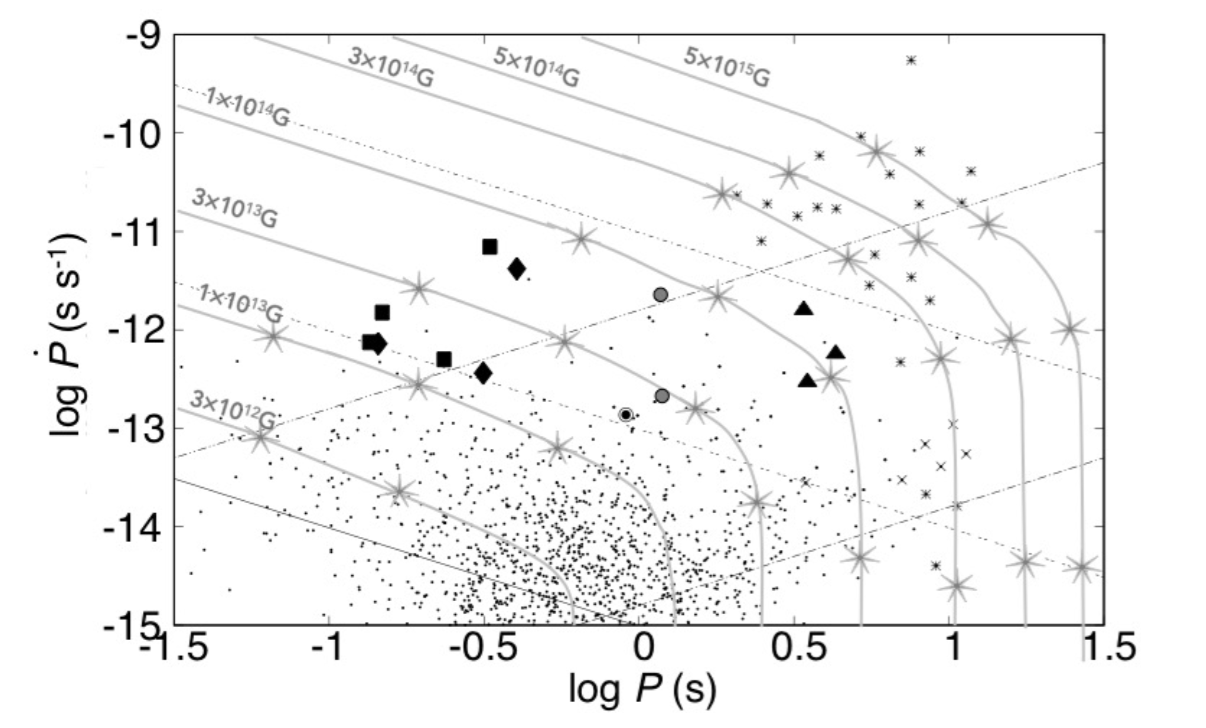 -9
-10
-11
-12
-13
-14
-15
log Ṗ (s s⁻¹)
3×10¹⁴G
5×10¹⁴G
5×10¹⁵G
1×10¹⁴G
3×10¹³G
1×10¹³G
3×10¹²G
-1.5 -1 -0.5 0 0.5 1 1.5
log P (s)